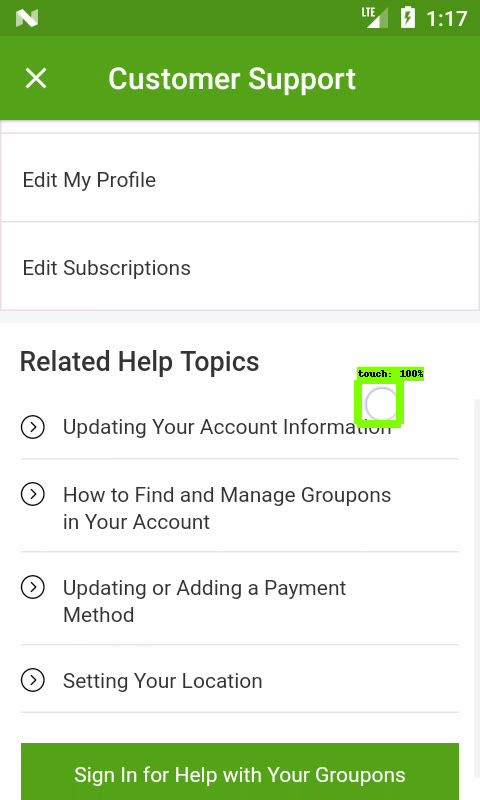 LTE 1:17
Customer Support
Edit My Profile
Edit Subscriptions
Related Help Topics
touch: 100%
Updating Your Account Information
How to Find and Manage Groupons
in Your Account
Updating or Adding a Payment
Method
Setting Your Location
Sign In for Help with Your Groupons